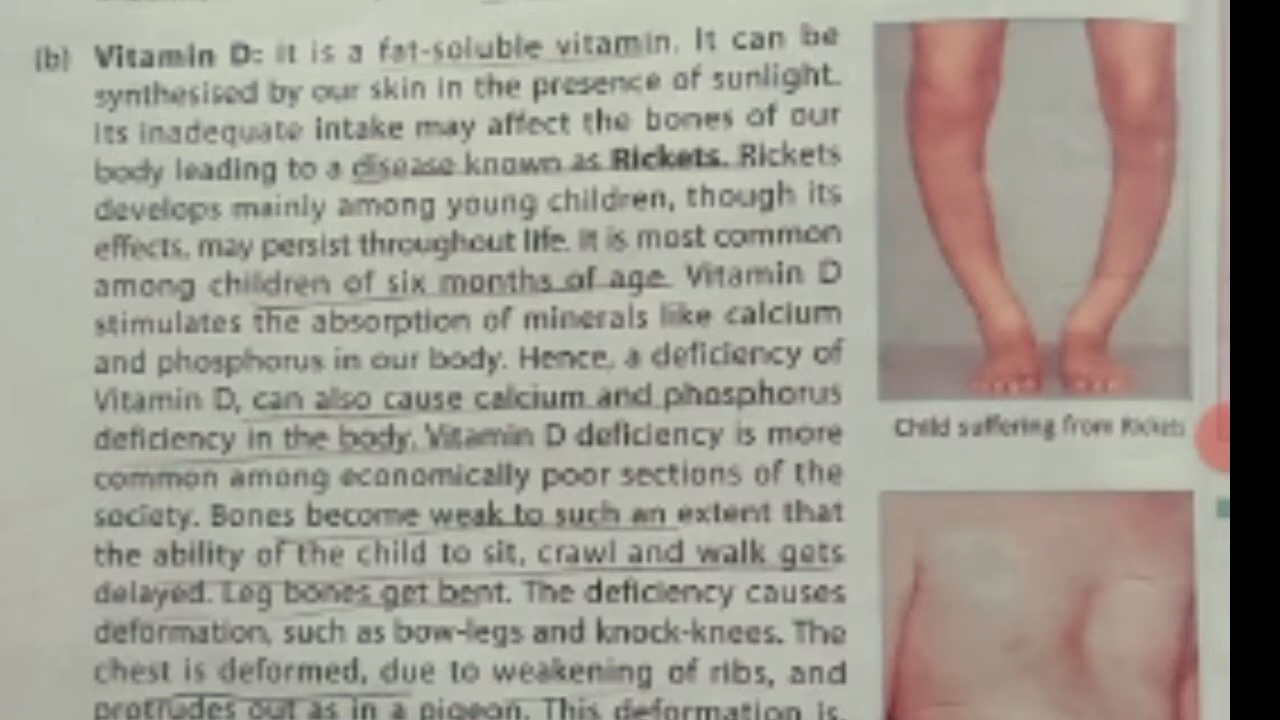 (b) Vitamin D: It is a fat-soluble vitamin. It can be
synthesised by our skin in the presence of sunlight.
Its inadequate intake may affect the bones of our
body leading to a disease known as Rickets. Rickets
develops mainly among young children, though its
effects, may persist throughout life. It is most common
among children of six months of age. Vitamin D
stimulates the absorption of minerals like calcium
and phosphorus in our body. Hence, a deficiency of
Vitamin D, can also cause calcium and phosphorus
deficiency in the body. Vitamin D deficiency is more
common among economically poor sections of the
society. Bones become weak to such an extent that
the ability of the child to sit, crawl and walk gets
delayed. Leg bones get bent. The deficiency causes
deformation, such as bow-legs and knock-knees. The
chest is deformed, due to weakening of ribs, and
protrudes out as in a pigeon. This deformation is,
Child suffering from Rickets